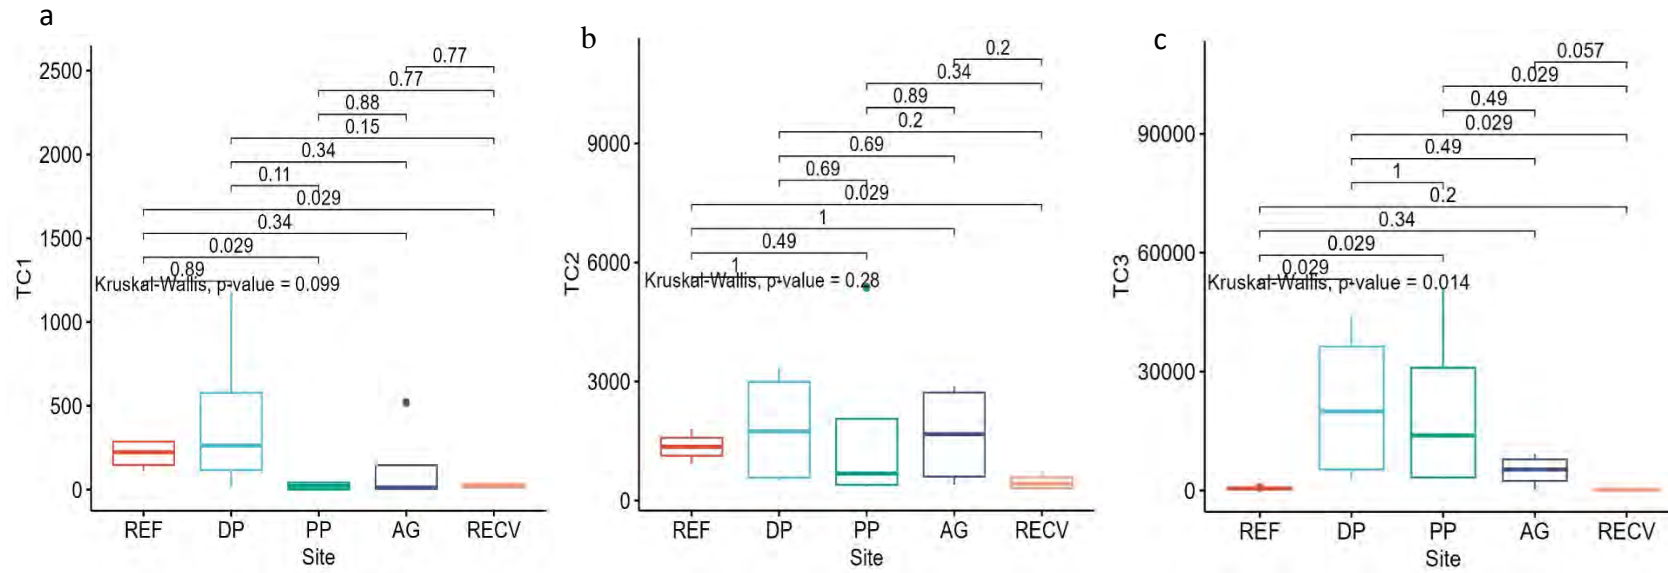 a
2500
2000
1500
1000
500
0
TC1
0.77
0.77
0.88
0.15
0.34
0.11
0.029
0.34
0.029
0.89
Kruskal-Wallis, p-value = 0.099
REF DP PP AG RECV
Site
b
9000
6000
3000
0
TC2
0.2
0.34
0.89
0.2
0.69
0.69
0.029
1
0.49
1
Kruskal-Wallis, p-value = 0.28
REF DP PP AG RECV
Site
c
90000
60000
30000
0
TC3
0.057
0.029
0.49
0.029
0.49
1
0.2
0.34
0.029
0.029
Kruskal-Wallis, p-value = 0.014
REF DP PP AG RECV
Site